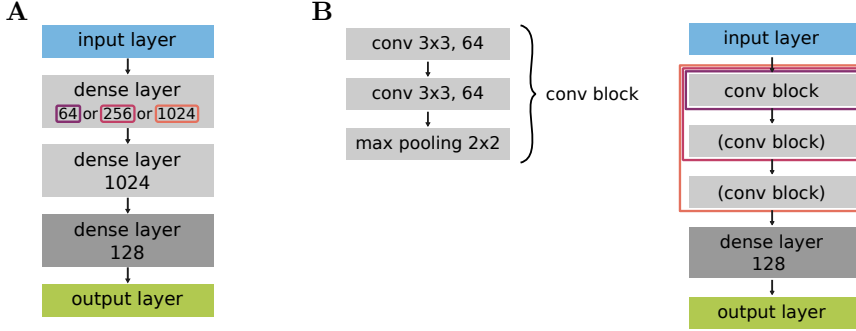 A
input layer
dense layer
64 or 256 or 1024
dense layer
1024
dense layer
128
output layer
B
conv 3x3, 64
conv 3x3, 64
max pooling 2x2
conv block
input layer
conv block
(conv block)
(conv block)
dense layer
128
output layer